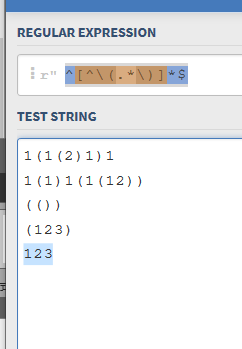 REGULAR EXPRESSION
r" ^[^\(.*\)]*$
TEST STRING
1(1(2)1)1
1(1)1(1(12))
(())
(123)
123